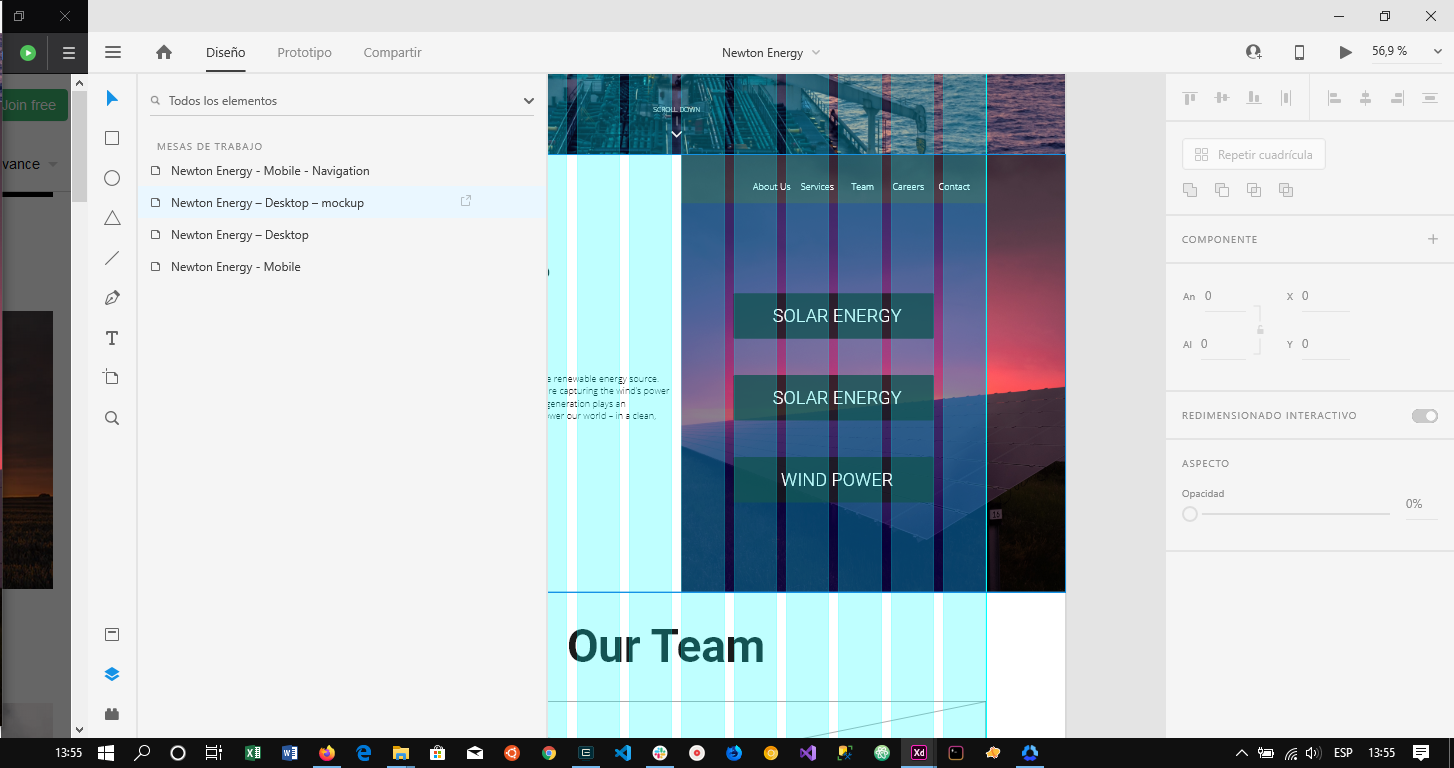 Join free
vance
Diseño
Prototipo
Compartir
Newton Energy
56,9 %
Todos los elementos
MESAS DE TRABAJO
Newton Energy - Mobile - Navigation
Newton Energy – Desktop – mockup
Newton Energy – Desktop
Newton Energy - Mobile
SCROLL DOWN
About Us Services Team Careers Contact
SOLAR ENERGY
SOLAR ENERGY
WIND POWER
renewable energy source.
re capturing the wind's power
generation plays an
ower our world – in a clean,
Our Team
Repetir cuadrícula
COMPONENTE
An 0 X 0
Al 0 Y 0
REDIMENSIONADO INTERACTIVO
ASPECTO
Opacidad
0%
13:55
Xd
ESP
13:55